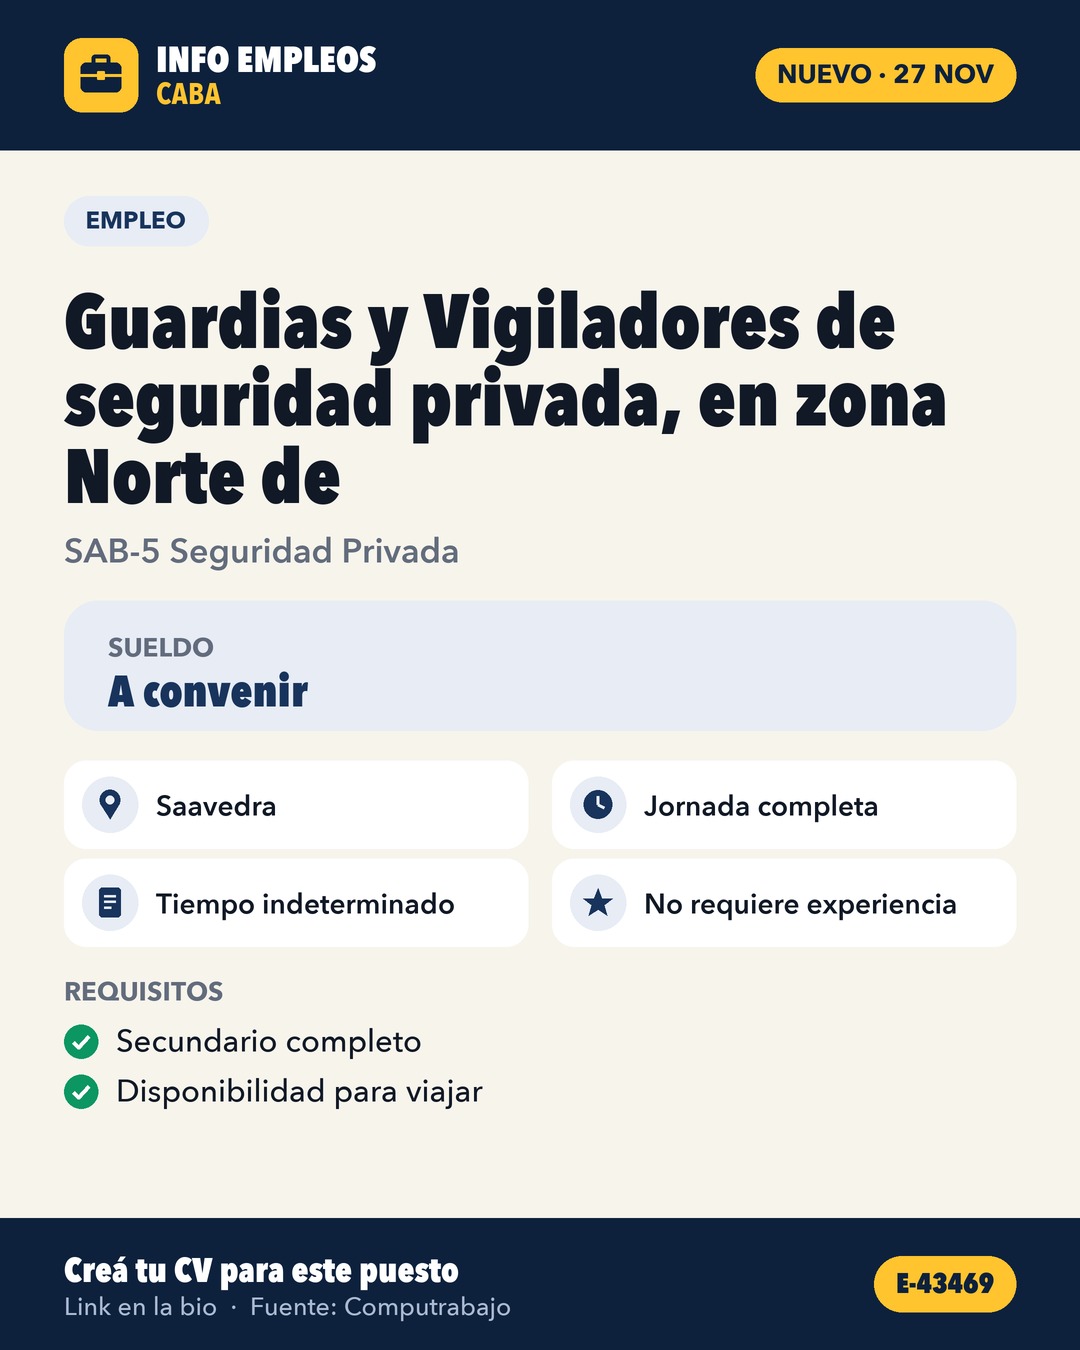 INFO EMPLEOS
CABA
NUEVO · 27 NOV
EMPLEO
Guardias y Vigiladores de
seguridad privada, en zona
Norte de
SAB-5 Seguridad Privada
SUELDO
A convenir
Saavedra
Jornada completa
Tiempo indeterminado
No requiere experiencia
REQUISITOS
Secundario completo
Disponibilidad para viajar
Creá tu CV para este puesto
Link en la bio · Fuente: Computrabajo
E-43469